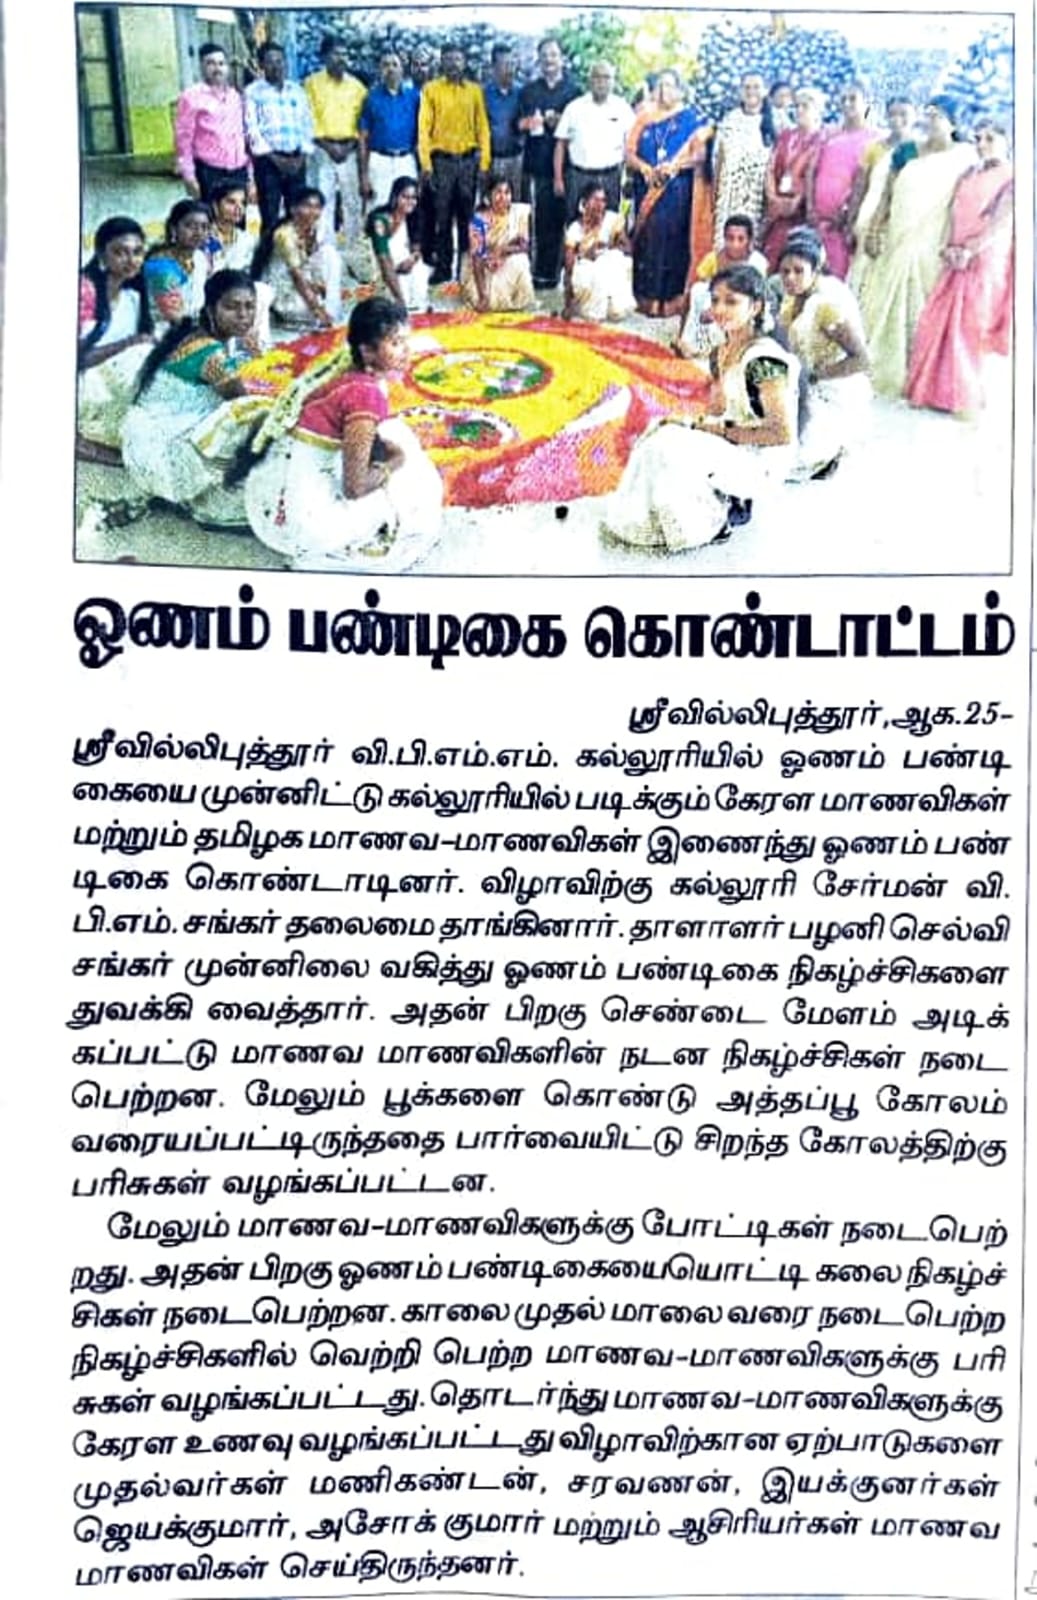 ஓணம் பண்டிகை கொண்டாட்டம்
ஸ்ரீவில்லிபுத்தூர்,ஆக.25-
ஸ்ரீவில்லிபுத்தூர் வி.பி.எம்.எம். கல்லூரியில் ஓணம் பண்டி
கையை முன்னிட்டு கல்லூரியில் படிக்கும் கேரள மாணவிகள்
மற்றும் தமிழக மாணவ-மாணவிகள் இணைந்து ஓணம் பண்
டிகை கொண்டாடினர். விழாவிற்கு கல்லூரி சேர்மன் வி.
பி.எம். சங்கர் தலைமை தாங்கினார். தாளாளர் பழனி செல்வி
சங்கர் முன்னிலை வகித்து ஓணம் பண்டிகை நிகழ்ச்சிகளை
துவக்கி வைத்தார். அதன் பிறகு செண்டை மேளம் அடிக்
கப்பட்டு மாணவ மாணவிகளின் நடன நிகழ்ச்சிகள் நடை
பெற்றன. மேலும் பூக்களை கொண்டு அத்தப்பூ கோலம்
வரையப்பட்டிருந்ததை பார்வையிட்டு சிறந்த கோலத்திற்கு
பரிசுகள் வழங்கப்பட்டன.
மேலும் மாணவ-மாணவிகளுக்கு போட்டிகள் நடைபெற்
றது. அதன் பிறகு ஓணம் பண்டிகையையொட்டி கலை நிகழ்ச்
சிகள் நடைபெற்றன. காலை முதல் மாலை வரை நடைபெற்ற
நிகழ்ச்சிகளில் வெற்றி பெற்ற மாணவ-மாணவிகளுக்கு பரி
சுகள் வழங்கப்பட்டது. தொடர்ந்து மாணவ-மாணவிகளுக்கு
கேரள உணவு வழங்கப்பட்டது விழாவிற்கான ஏற்பாடுகளை
முதல்வர்கள் மணிகண்டன், சரவணன், இயக்குனர்கள்
ஜெயக்குமார், அசோக் குமார் மற்றும் ஆசிரியர்கள் மாணவ
மாணவிகள் செய்திருந்தனர்.